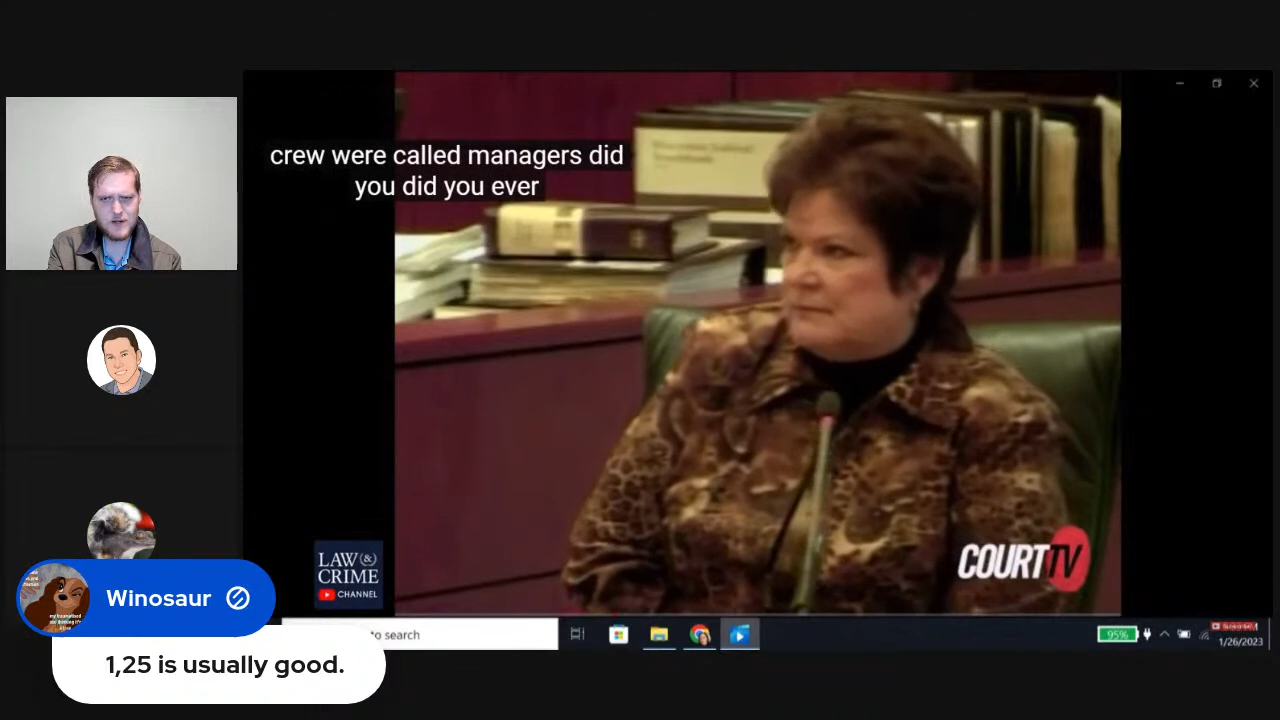 crew were called managers did
you did you ever
LAW & CRIME
CHANNEL
COURT TV
Winosaur
1,25 is usually good.
to search
95%
1/26/2023